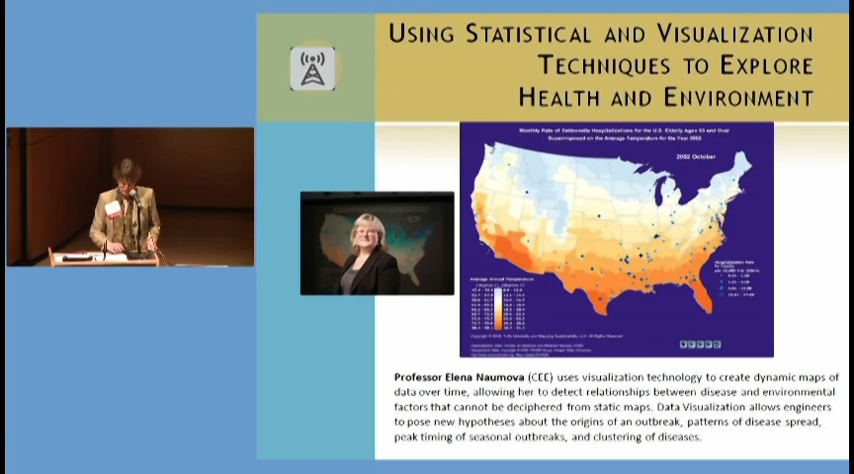 USING STATISTICAL AND VISUALIZATION
TECHNIQUES TO EXPLORE
HEALTH AND ENVIRONMENT
Monthly Rate of Salmonella Hospitalizations for the U.S. Elderly Ages 65 and Over
Superimposed on the Average Temperature for the Year 2002
2002 October
Average Annual Temperature
Professor Elena Naumova (CEE) uses visualization technology to create dynamic maps of
data over time, allowing her to detect relationships between disease and environmental
factors that cannot be deciphered from static maps. Data Visualization allows engineers
to pose new hypotheses about the origins of an outbreak, patterns of disease spread,
peak timing of seasonal outbreaks, and clustering of diseases.